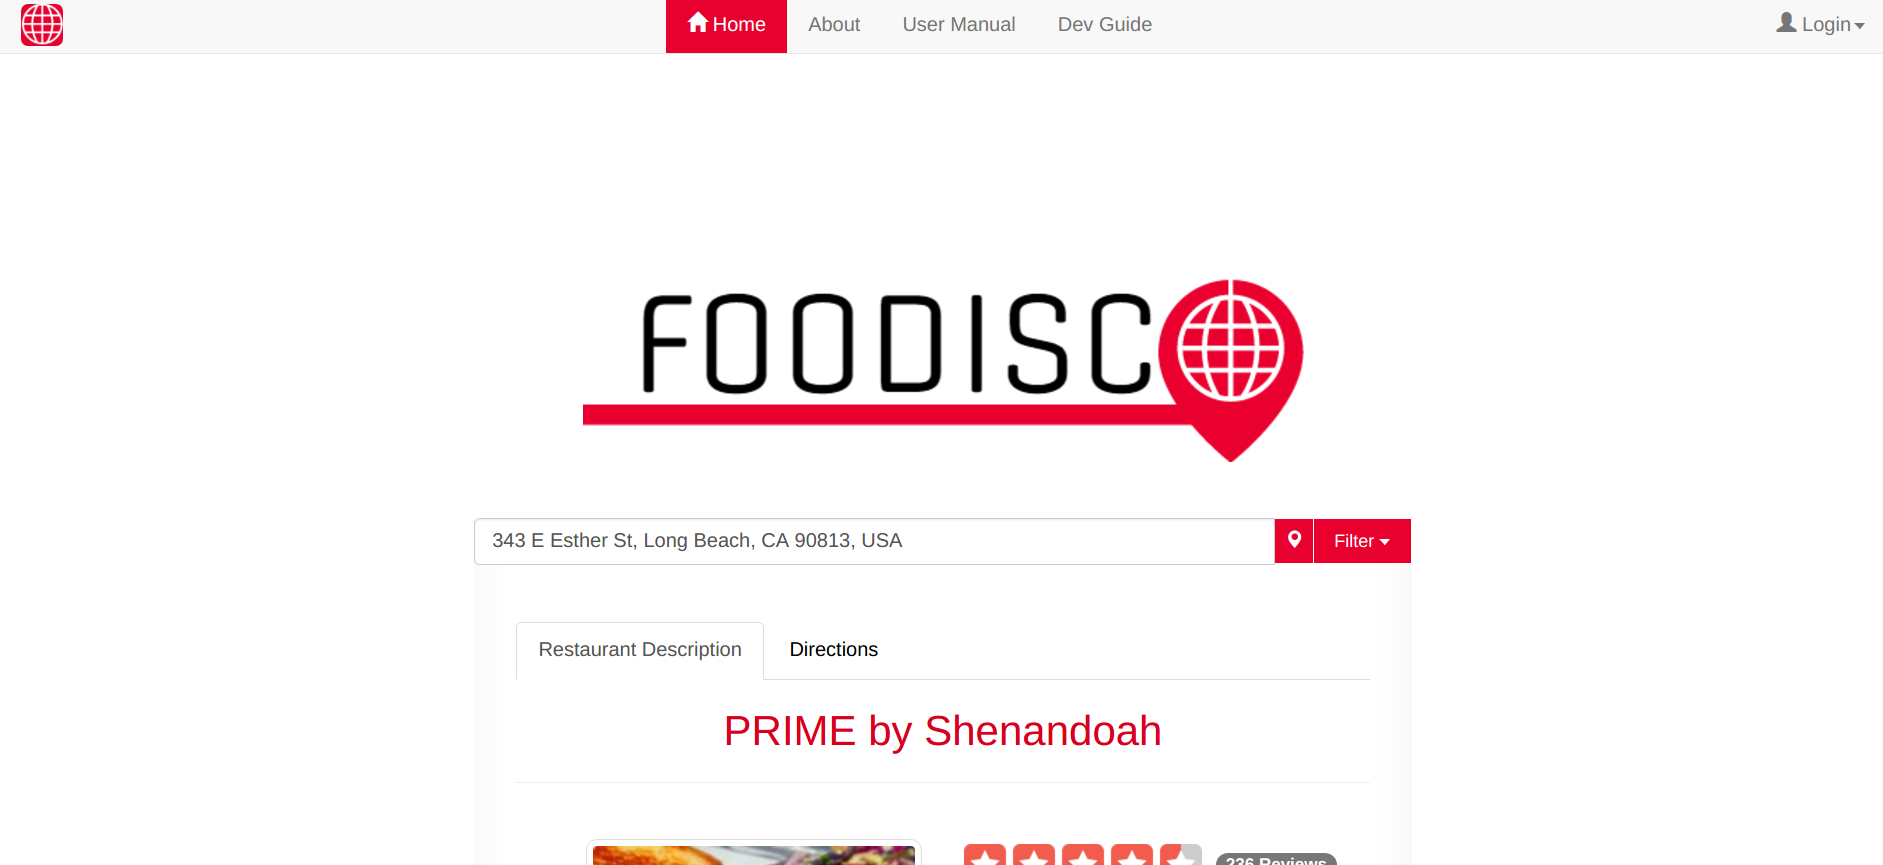 Home About User Manual Dev Guide Login
FOODISCO
343 E Esther St, Long Beach, CA 90813, USA Filter
Restaurant Description Directions
PRIME by Shenandoah
236 Reviews